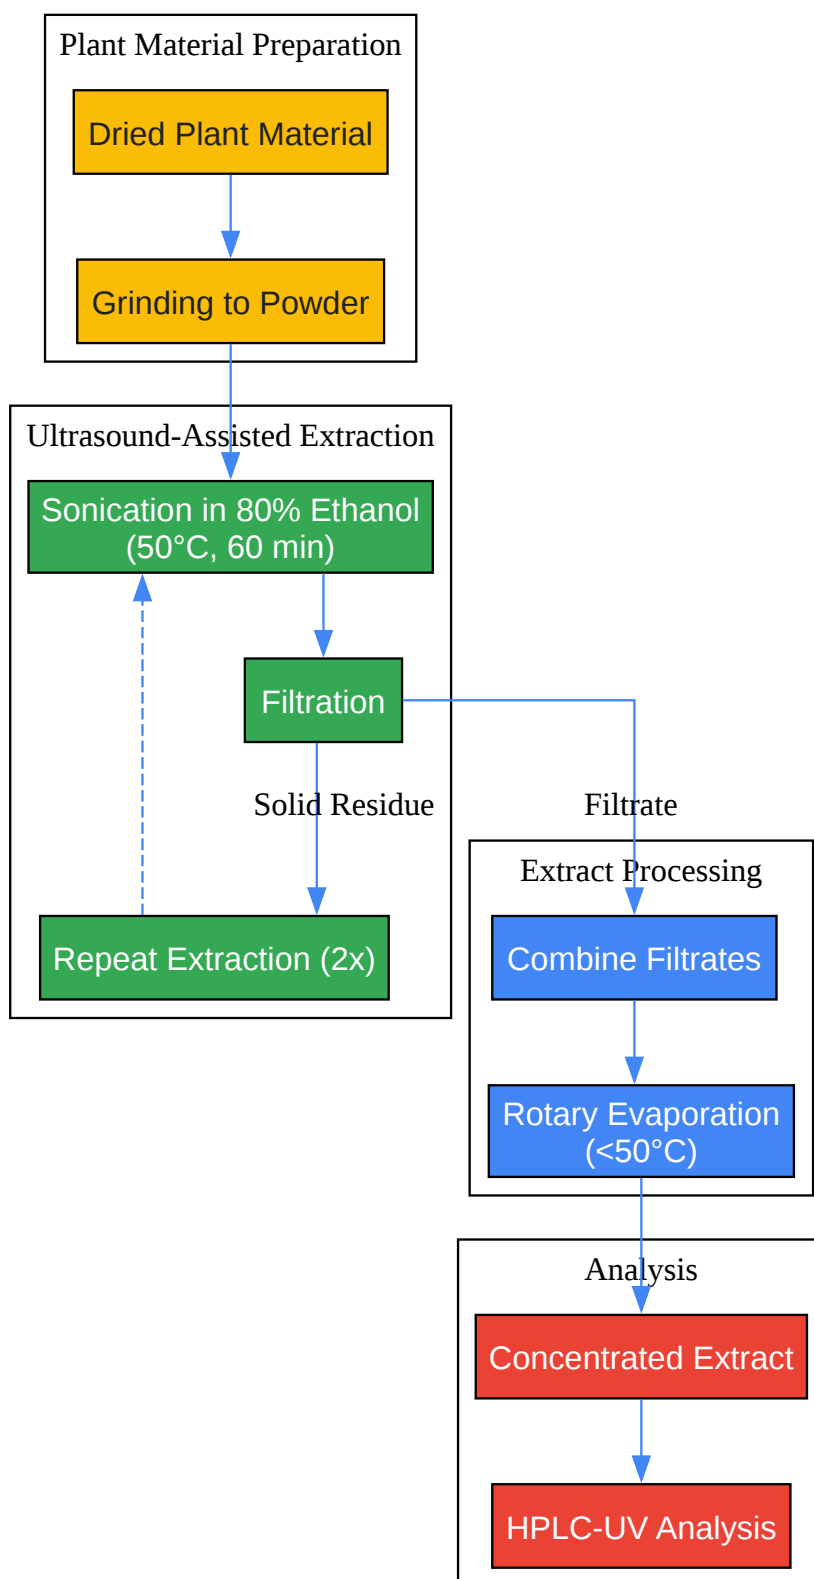 Plant Material Preparation
Dried Plant Material
Grinding to Powder
Ultrasound-Assisted Extraction
Sonication in 80% Ethanol
(50°C, 60 min)
Filtration
Solid Residue
Filtrate
Extract Processing
Repeat Extraction (2x)
Combine Filtrates
Rotary Evaporation
(<50°C)
Analysis
Concentrated Extract
HPLC-UV Analysis